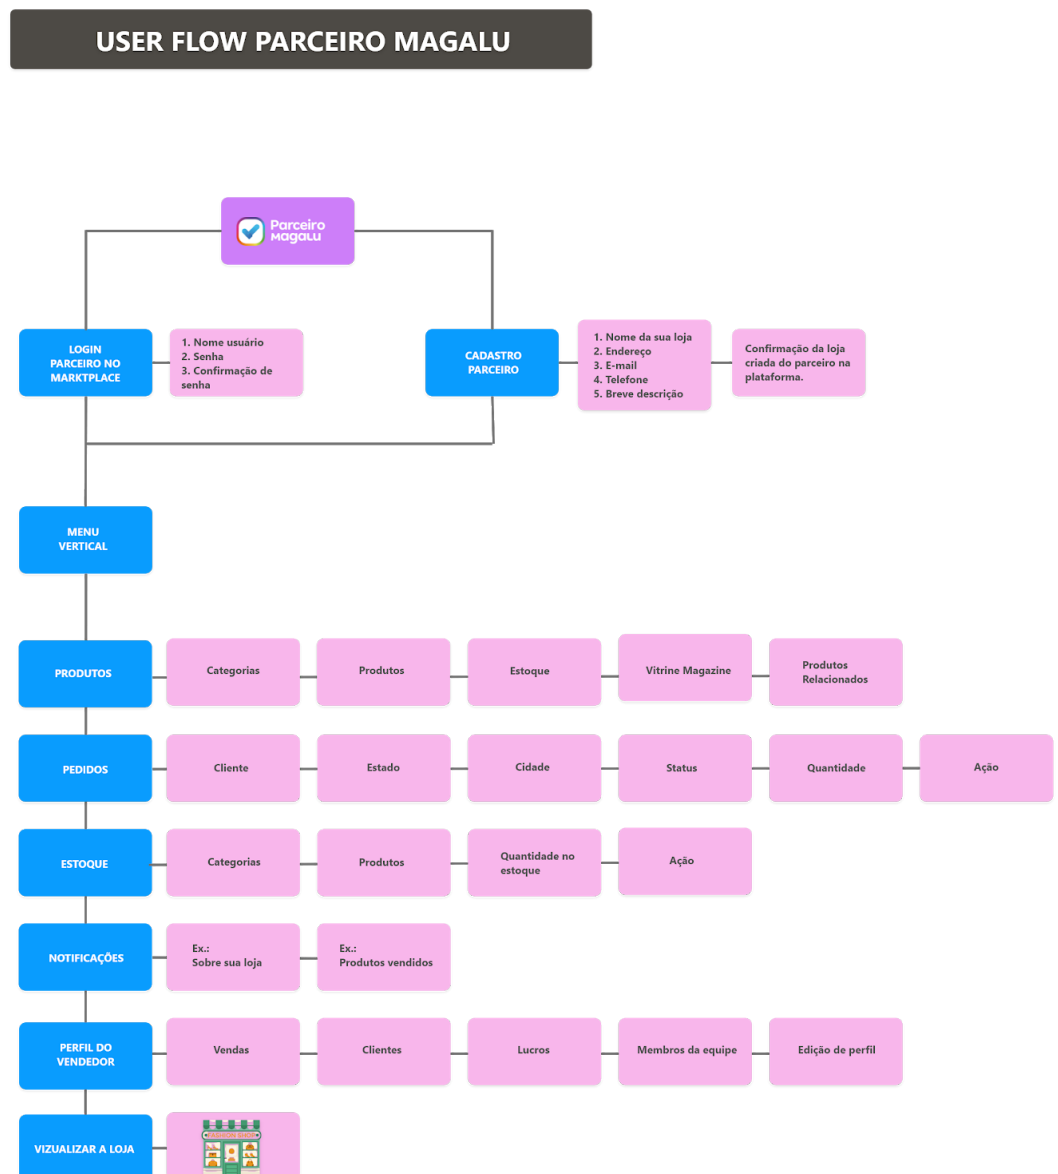 USER FLOW PARCEIRO MAGALU
Parceiro
Magalu
LOGIN
PARCEIRO NO
MARKTPLACE
1. Nome usuário
2. Senha
3. Confirmação de
senha
CADASTRO
PARCEIRO
1. Nome da sua loja
2. Endereço
3. E-mail
4. Telefone
5. Breve descrição
Confirmação da loja
criada do parceiro na
plataforma.
MENU
VERTICAL
PRODUTOS
Categorias
Produtos
Estoque
Vitrine Magazine
Produtos
Relacionados
PEDIDOS
Cliente
Estado
Cidade
Status
Quantidade
Ação
ESTOQUE
Categorias
Produtos
Quantidade no
estoque
Ação
NOTIFICAÇÕES
Ex.:
Sobre sua loja
Ex.:
Produtos vendidos
PERFIL DO
VENDEDOR
Vendas
Clientes
Lucros
Membros da equipe
Edição de perfil
VIZUALIZAR A LOJA
FASHION SHOP